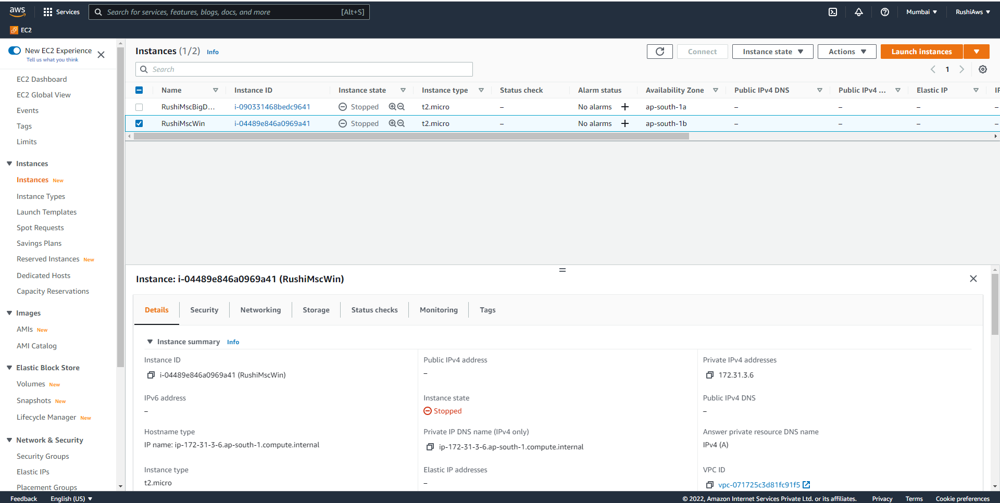 aws
Services
Search for services, features, blogs, docs, and more
[Alt+S]
Mumbai
RushiAws
EC2
New EC2 Experience
Tell us what you think
EC2 Dashboard
EC2 Global View
Events
Tags
Limits
Instances
Instances New
Instance Types
Launch Templates
Spot Requests
Savings Plans
Reserved Instances New
Dedicated Hosts
Capacity Reservations
Images
AMIs New
AMI Catalog
Elastic Block Store
Volumes New
Snapshots New
Lifecycle Manager New
Network & Security
Security Groups
Elastic IPs
Placement Groups
Instances (1/2) Info
Connect
Instance state
Actions
Launch instances
Search
1
Name Instance ID Instance state Instance type Status check Alarm status Availability Zone Public IPv4 DNS Public IPv4 ... Elastic IP IP
RushiMscBigD... i-090331468bedc9641 Stopped t2.micro – No alarms + ap-south-1a – – – –
RushiMscWin i-04489e846a0969a41 Stopped t2.micro – No alarms + ap-south-1b – – – –
Instance: i-04489e846a0969a41 (RushiMscWin)
Details Security Networking Storage Status checks Monitoring Tags
Instance summary Info
Instance ID
i-04489e846a0969a41 (RushiMscWin)
Public IPv4 address
–
Private IPv4 addresses
172.31.3.6
IPv6 address
–
Instance state
Stopped
Public IPv4 DNS
–
Hostname type
IP name: ip-172-31-3-6.ap-south-1.compute.internal
Private IP DNS name (IPv4 only)
ip-172-31-3-6.ap-south-1.compute.internal
Answer private resource DNS name
IPv4 (A)
Instance type
t2.micro
Elastic IP addresses
–
VPC ID
vpc-071725c3d81fc91f5
Feedback
English (US)
© 2022, Amazon Internet Services Private Ltd. or its affiliates.
Privacy
Terms
Cookie preferences